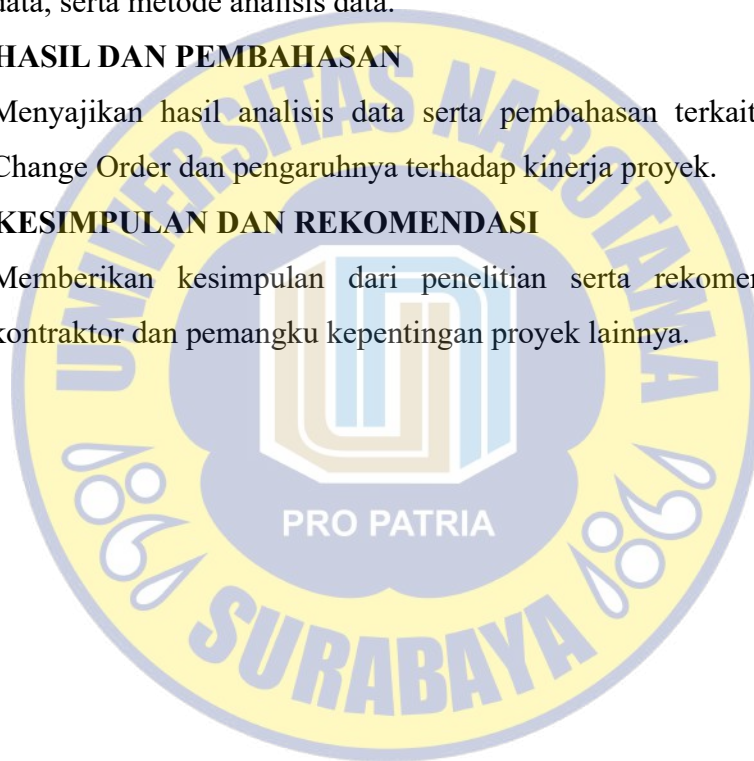 data, serta metode analisis data.
HASIL DAN PEMBAHASAN
Menyajikan hasil analisis data serta pembahasan terkait
Change Order dan pengaruhnya terhadap kinerja proyek.
KESIMPULAN DAN REKOMENDASI
Memberikan kesimpulan dari penelitian serta
kontraktor dan pemangku kepentingan proyek lainnya.
UNIVERSITAS NAROTAMA
PRO PATRIA
SURABAYA